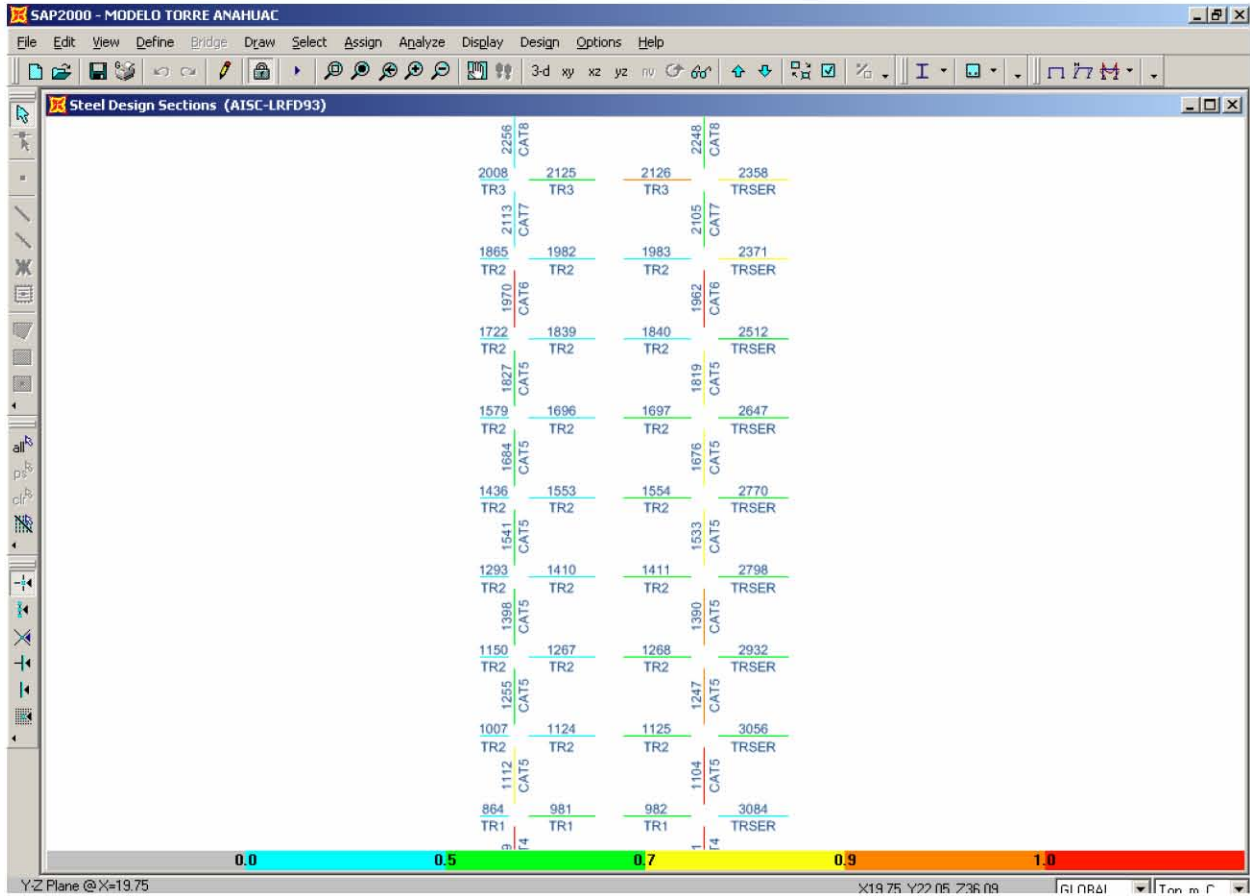 SAP2000 - MODELO TORRE ANAHUAC
File Edit View Define Bridge Draw Select Assign Analyze Display Design Options Help
3-d xy xz yz nv
Steel Design Sections (AISC-LRFD93)
2256 CAT8 2248 CAT8
2008 2125 2126 2358
TR3 TR3 TR3 TRSER
2113 CAT7 2105 CAT7
1865 1982 1983 2371
TR2 TR2 TR2 TRSER
1970 CAT6 1962 CAT6
1722 1839 1840 2512
TR2 TR2 TR2 TRSER
1827 CAT5 1819 CAT5
1579 1696 1697 2647
TR2 TR2 TR2 TRSER
1684 CAT5 1676 CAT5
1436 1553 1554 2770
TR2 TR2 TR2 TRSER
1541 CAT5 1533 CAT5
1293 1410 1411 2798
TR2 TR2 TR2 TRSER
1398 CAT5 1390 CAT5
1150 1267 1268 2932
TR2 TR2 TR2 TRSER
1255 CAT5 1247 CAT5
1007 1124 1125 3056
TR2 TR2 TR2 TRSER
1112 CAT5 1104 CAT5
864 981 982 3084
TR1 TR1 TR1 TRSER
0.0 0.5 0.7 0.9 1.0
all
ps
clr
Y-Z Plane @ X=19.75
X19.75 Y22.05 Z36.09
GLOBAL
Ton, m, C